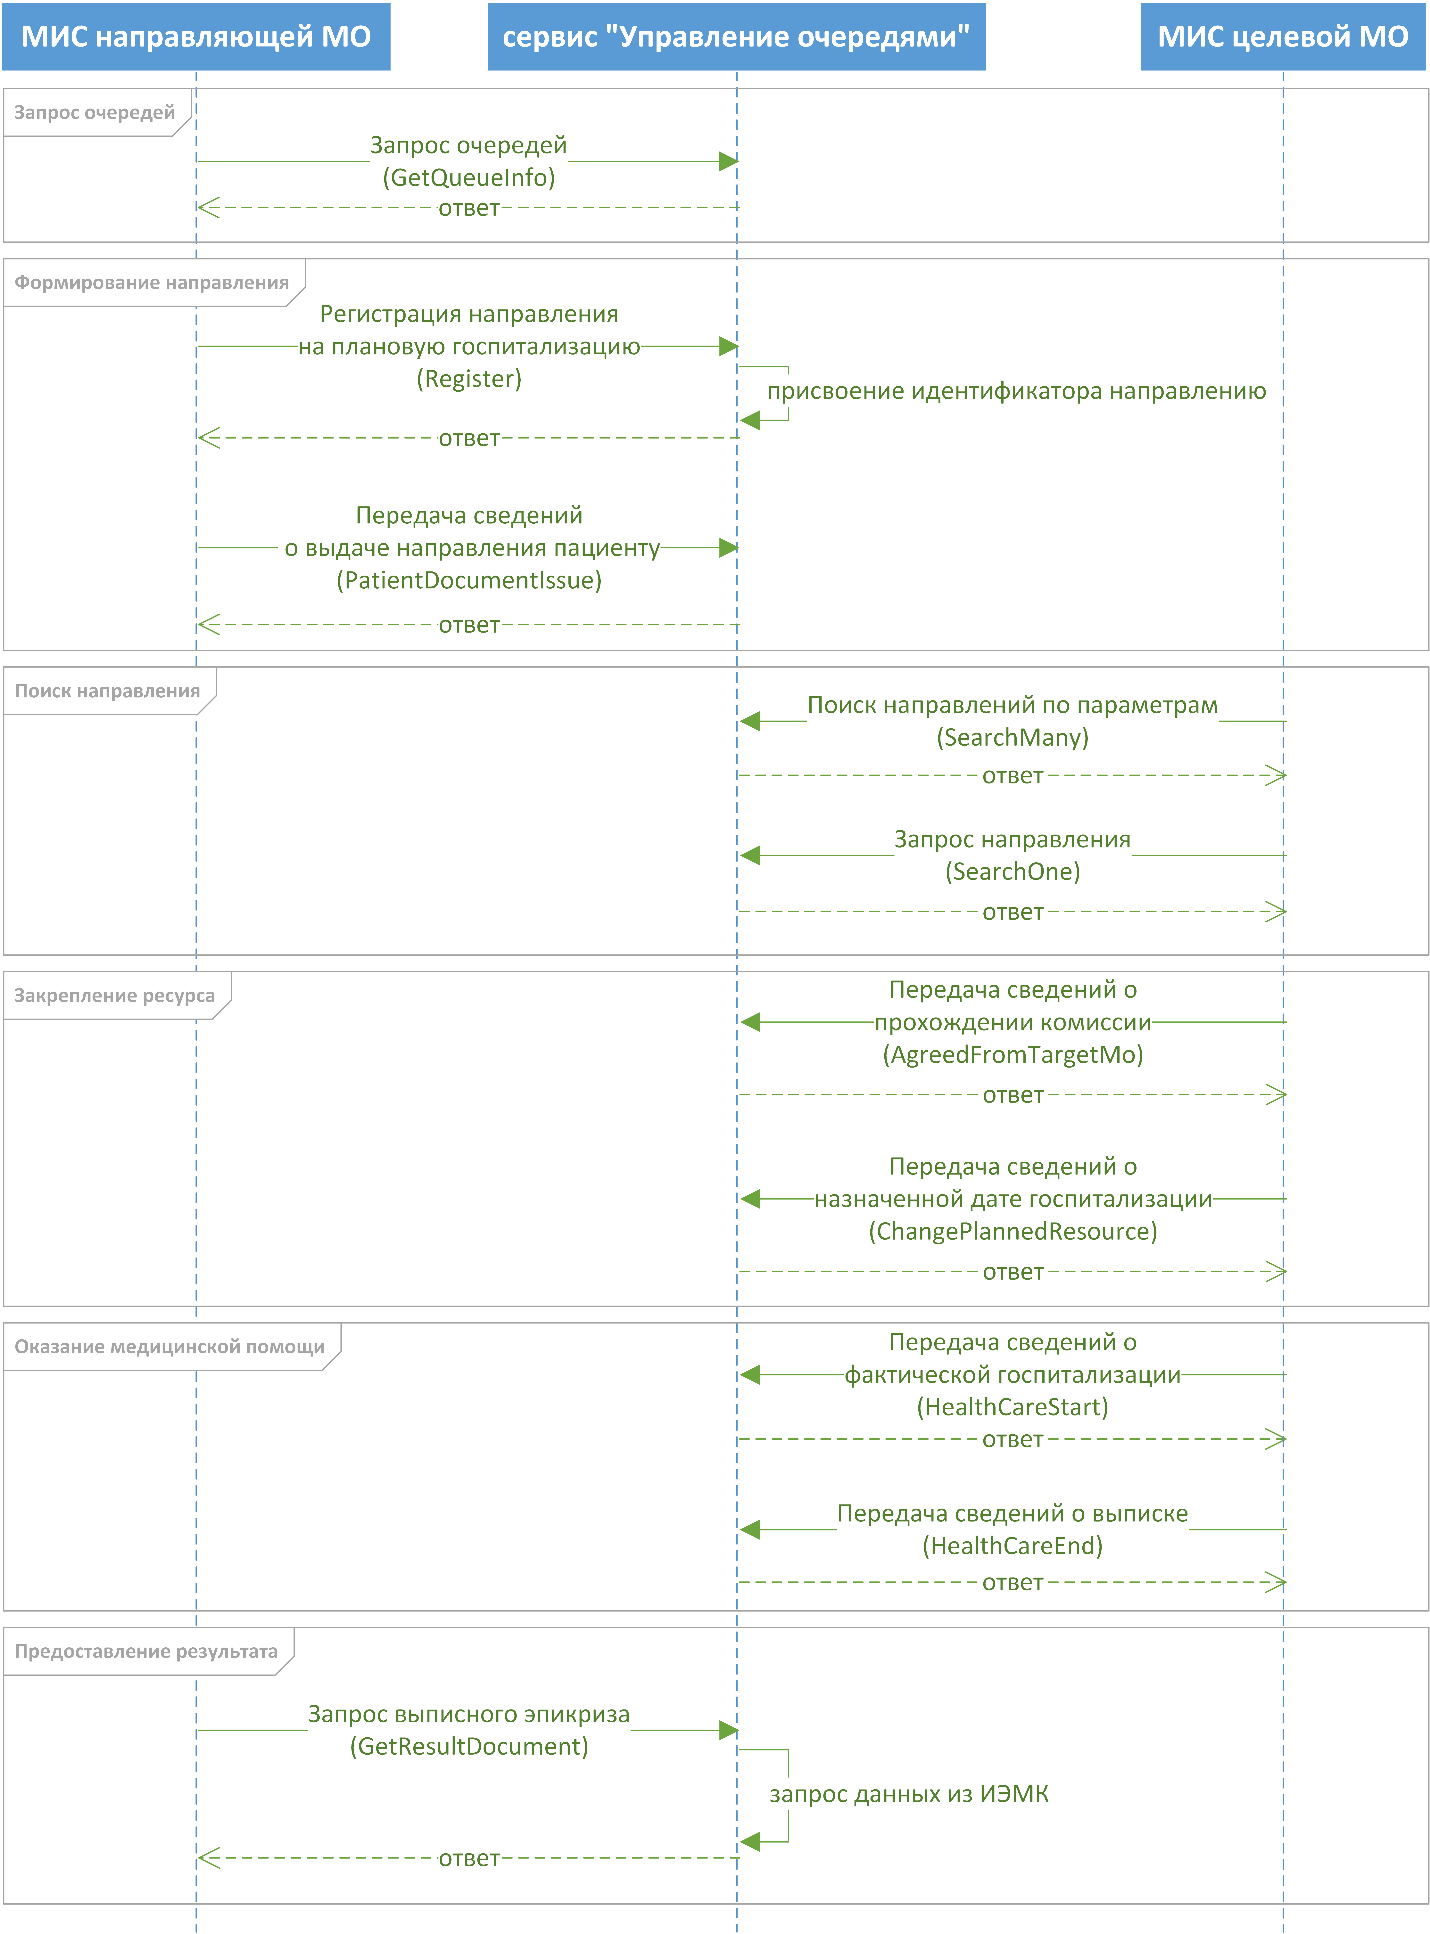 МИС направляющей МО
сервис "Управление очередями"
МИС целевой МО
Запрос очередей
Запрос очередей
(GetQueueInfo)
ответ
Формирование направления
Регистрация направления
на плановую госпитализацию
(Register)
присвоение идентификатора направлению
ответ
Передача сведений
о выдаче направления пациенту
(PatientDocumentIssue)
ответ
Поиск направления
Поиск направлений по параметрам
(SearchMany)
ответ
Запрос направления
(SearchOne)
ответ
Закрепление ресурса
Передача сведений о
прохождении комиссии
(AgreedFromTargetMo)
ответ
Передача сведений о
назначенной дате госпитализации
(ChangePlannedResource)
ответ
Оказание медицинской помощи
Передача сведений о
фактической госпитализации
(HealthCareStart)
ответ
Передача сведений о выписке
(HealthCareEnd)
ответ
Предоставление результата
Запрос выписного эпикриза
(GetResultDocument)
запрос данных из ИЭМК
ответ